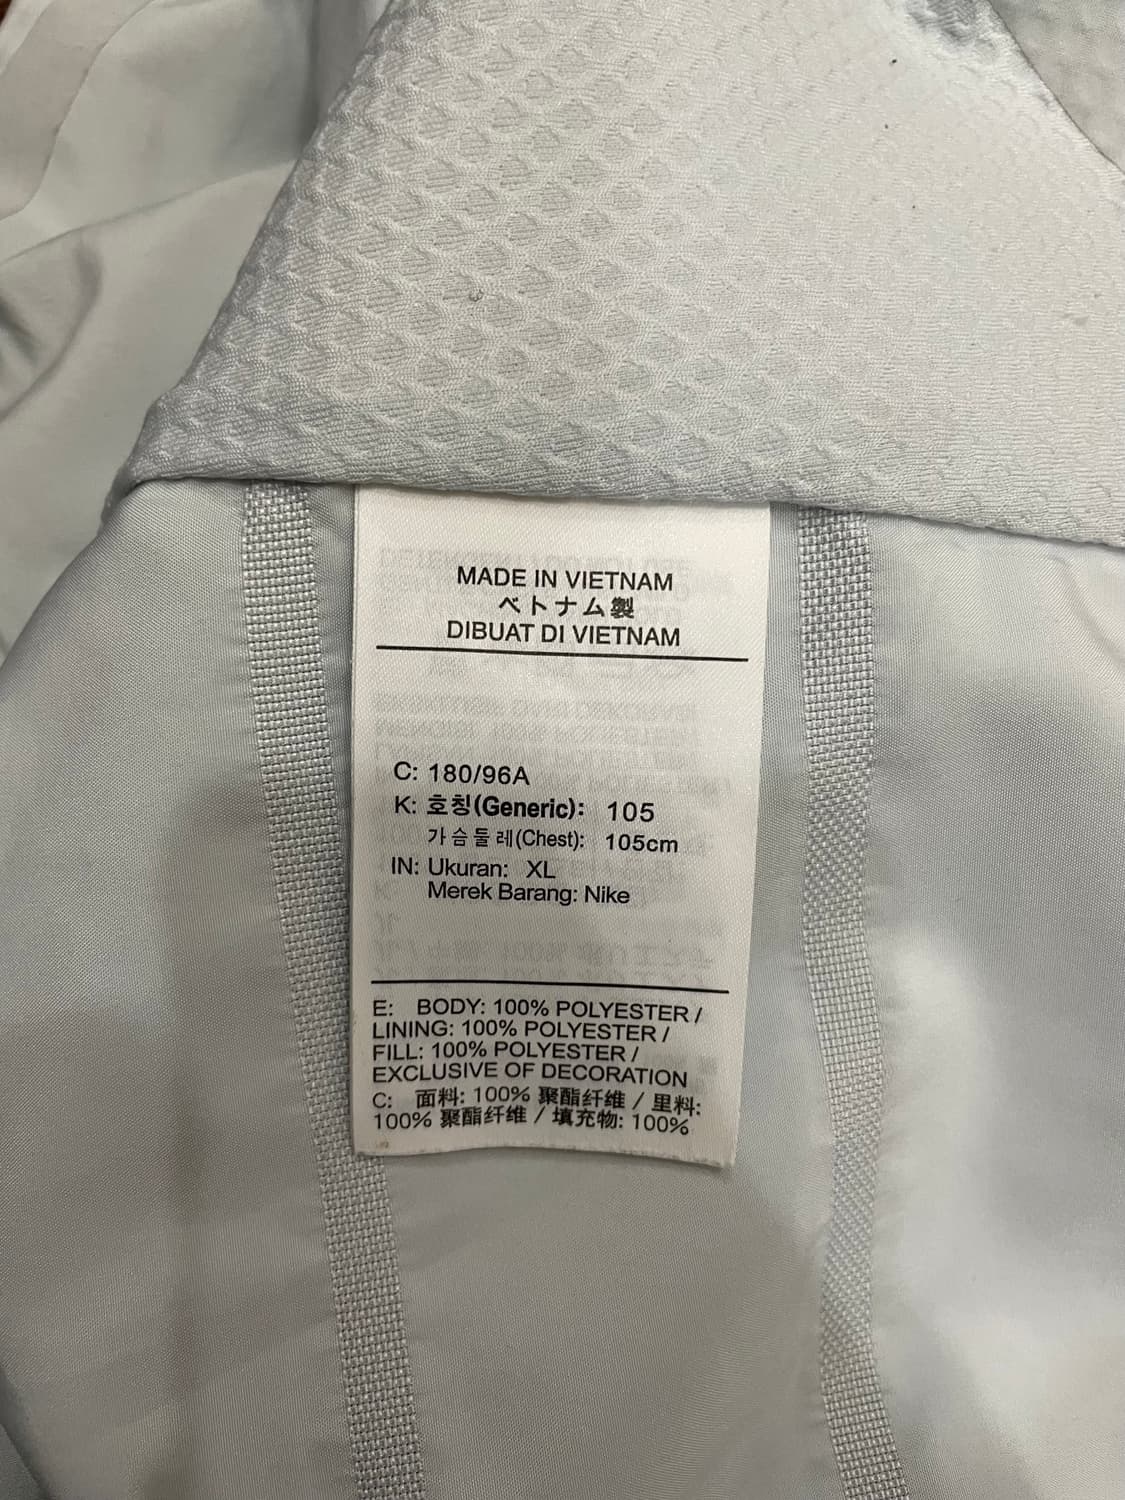 MADE IN VIETNAM
ベトナム製
DIBUAT DI VIETNAM
C: 180/96A
K: 호칭(Generic): 105
가슴둘레(Chest): 105cm
IN: Ukuran: XL
Merek Barang: Nike
E: BODY: 100% POLYESTER /
LINING: 100% POLYESTER /
FILL: 100% POLYESTER /
EXCLUSIVE OF DECORATION
C: 面料: 100% 聚酯纤维 / 里料:
100% 聚酯纤维 / 填充物: 100%